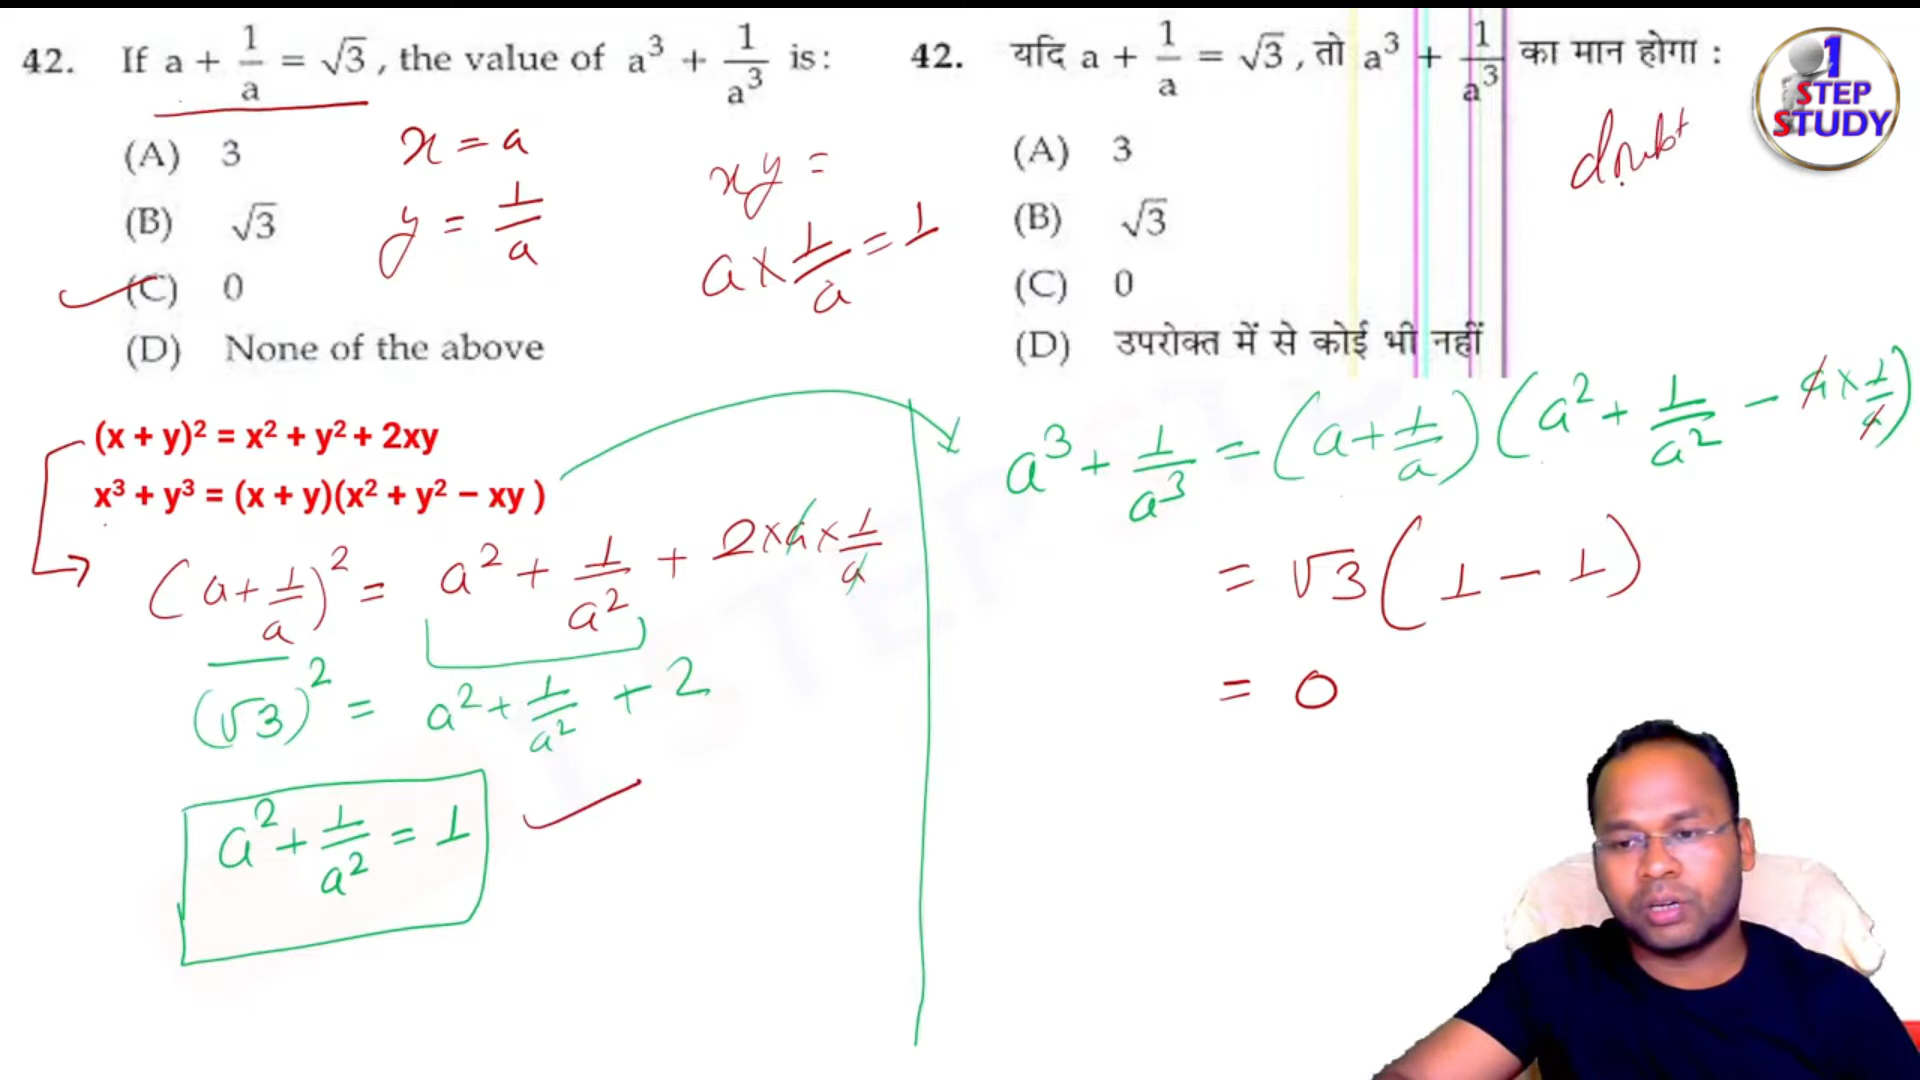 42. If a + 1/a = √3, the value of a³ + 1/a³ is :
(A) 3
(B) √3
(C) 0
(D) None of the above
x = a
y = 1/a
xy =
a × 1/a = 1
42. यदि a + 1/a = √3, तो a³ + 1/a³ का मान होगा :
(A) 3
(B) √3
(C) 0
(D) उपरोक्त में से कोई भी नहीं
1
STEP
STUDY
doubt
(x + y)² = x² + y² + 2xy
x³ + y³ = (x + y)(x² + y² – xy )
(a + 1/a)² = a² + 1/a² + 2 × a × 1/a
(√3)² = a² + 1/a² + 2
a² + 1/a² = 1
a³ + 1/a³ = (a + 1/a) (a² + 1/a² – a × 1/a)
= √3 (1 – 1)
= 0